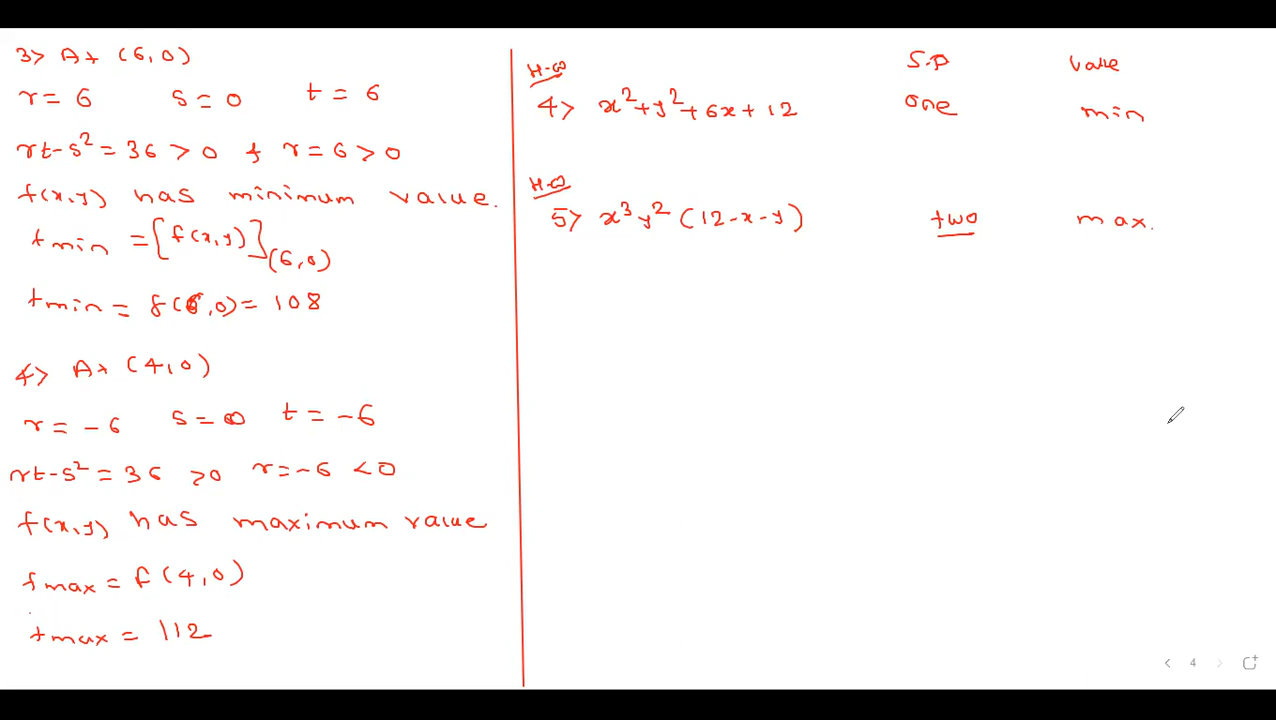 3> At (6,0)
r = 6 s = 0 t = 6
rt-s² = 36 > 0 & r = 6 > 0
f(x,y) has minimum value.
fmin = [f(x,y)](6,0)
fmin = f(6,0) = 108
4> At (4,0)
r = -6 s = 0 t = -6
rt-s² = 36 >0 r = -6 <0
f(x,y) has maximum value
fmax = f(4,0)
fmax = 112
H.W S.P value
4> x²+y²+6x+12 one min
H.W
5> x³y²(12-x-y) two max.
4